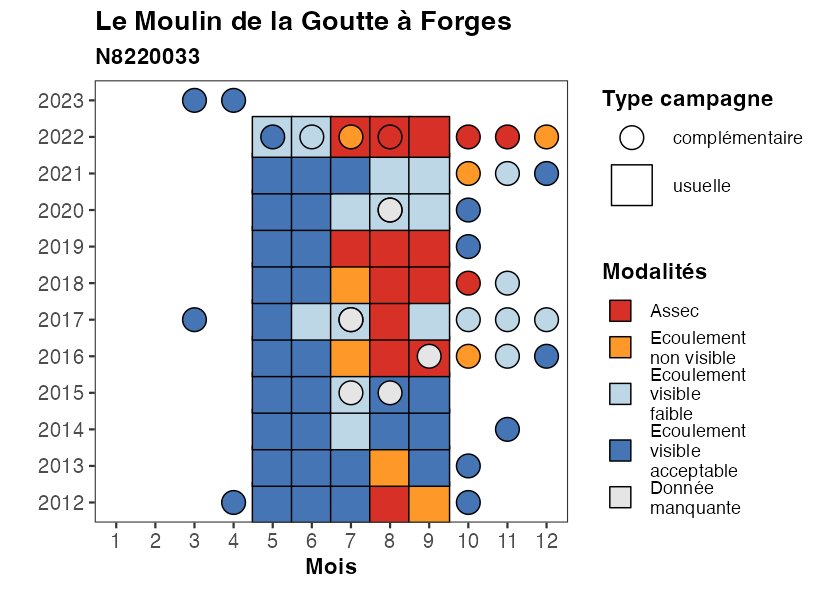 Le Moulin de la Goutte à Forges
N8220033
2023
2022
2021
2020
2019
2018
2017
2016
2015
2014
2013
2012
1 2 3 4 5 6 7 8 9 10 11 12
Mois
Type campagne
complémentaire
usuelle
Modalités
Assec
Ecoulement
non visible
Ecoulement
visible
faible
Ecoulement
visible
acceptable
Donnée
manquante